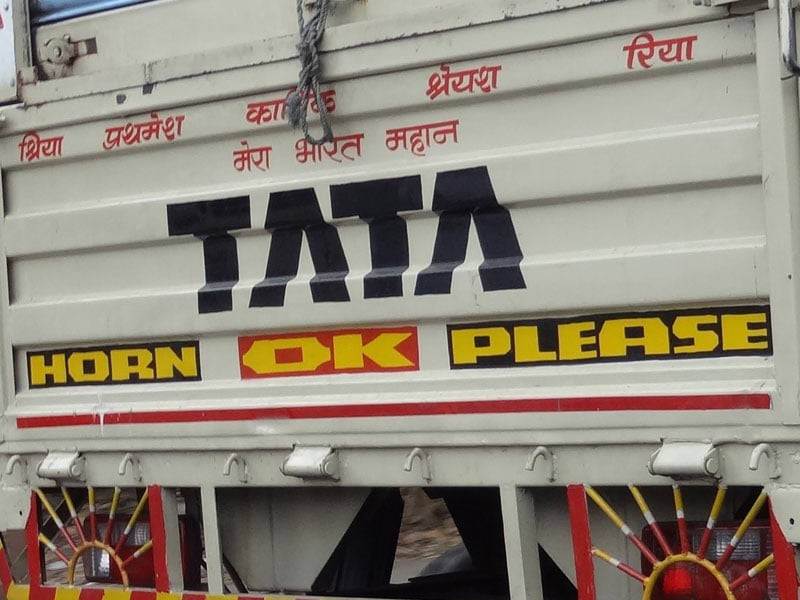 श्रिया प्रथमेश कार्तिक श्रेयश रिया
मेरा भारत महान
TATA
HORN OK PLEASE